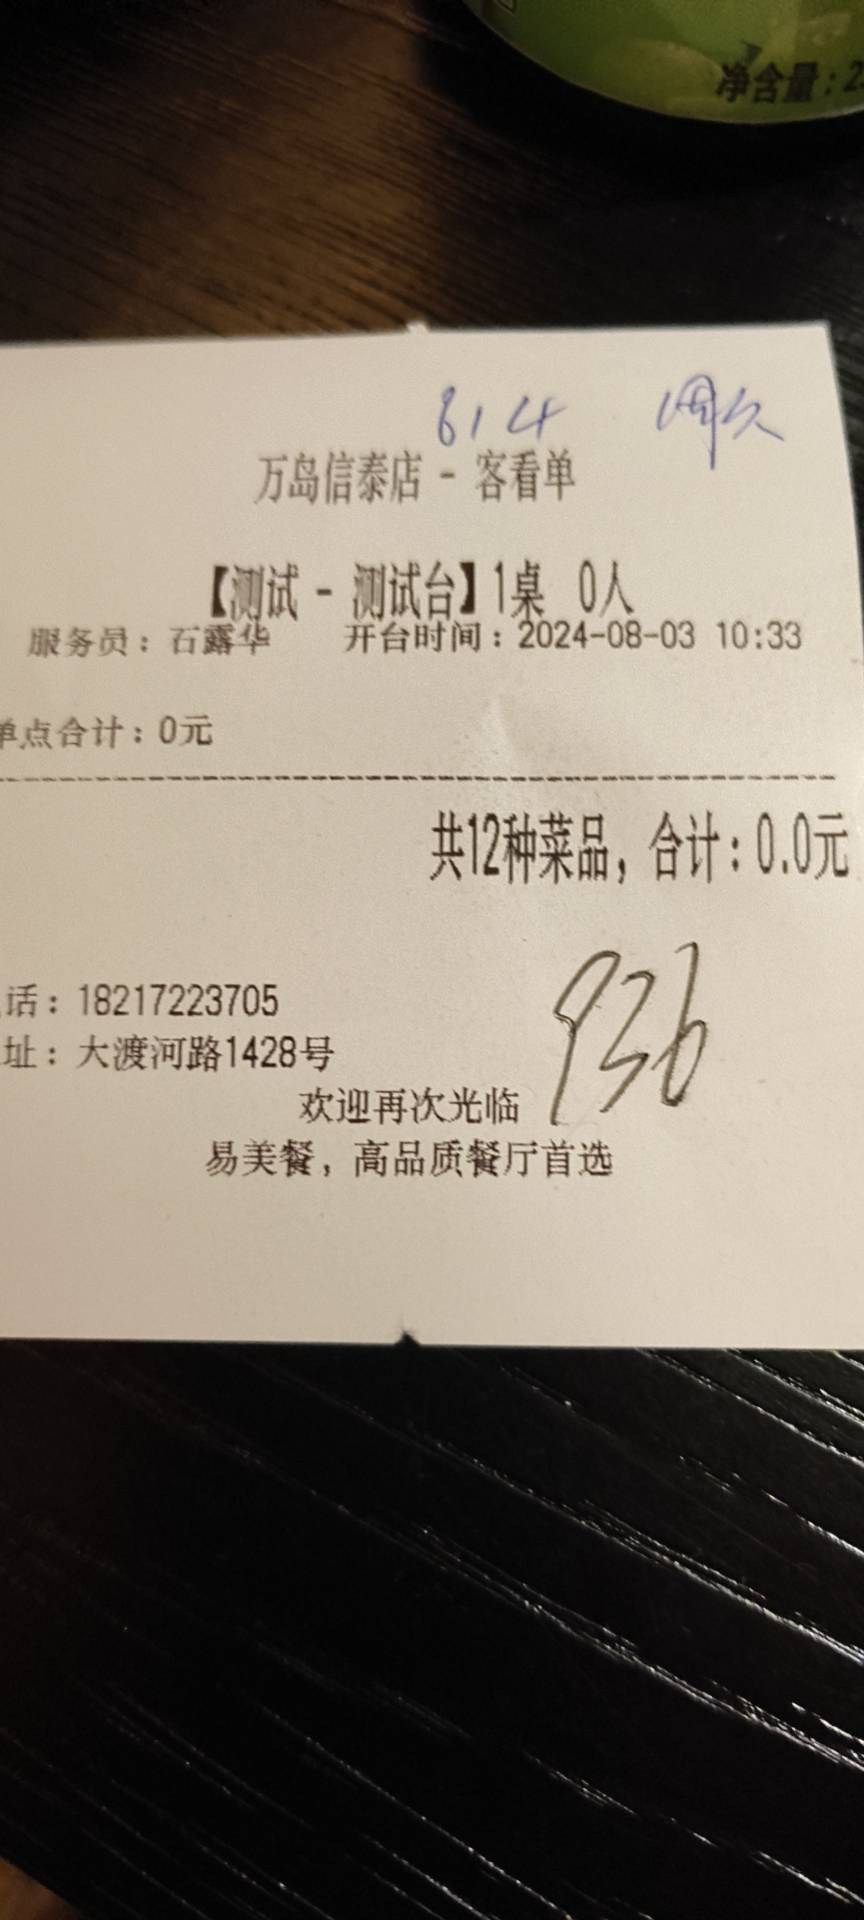 净含量：2
814 周久
万岛信泰店 - 客看单
【测试 - 测试台】1桌 0人
服务员：石露华 开台时间：2024-08-03 10:33
单点合计：0元
共12种菜品，合计：0.0元
话：18217223705
址：大渡河路1428号
936
欢迎再次光临
易美餐，高品质餐厅首选